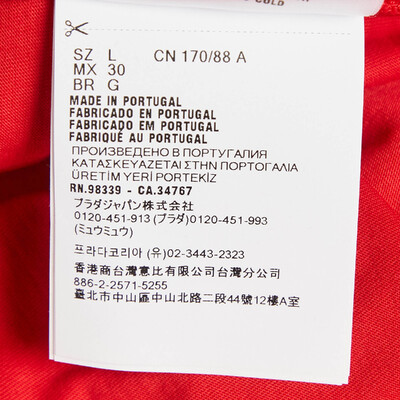 COLD
SZ L CN 170/88 A
MX 30
BR G
MADE IN PORTUGAL
FABRICADO EN PORTUGAL
FABRICADO EM PORTUGAL
FABRIQUÉ AU PORTUGAL
ПРОИЗВЕДЕНО В ПОРТУГАЛИЯ
ΚΑΤΑΣΚΕΥΑΖΕΤΑΙ ΣΤΗΝ ΠΟΡΤΟΓΑΛΙΑ
ÜRETİM YERİ PORTEKİZ
RN.98339 - CA.34767
プラダジャパン株式会社
0120-451-913 (プラダ)0120-451-993
(ミュウミュウ)
프라다코리아 (유) 02-3443-2323
香港商台灣意比有限公司台灣分公司
886-2-2571-5255
臺北市中山區中山北路二段44號12樓A室